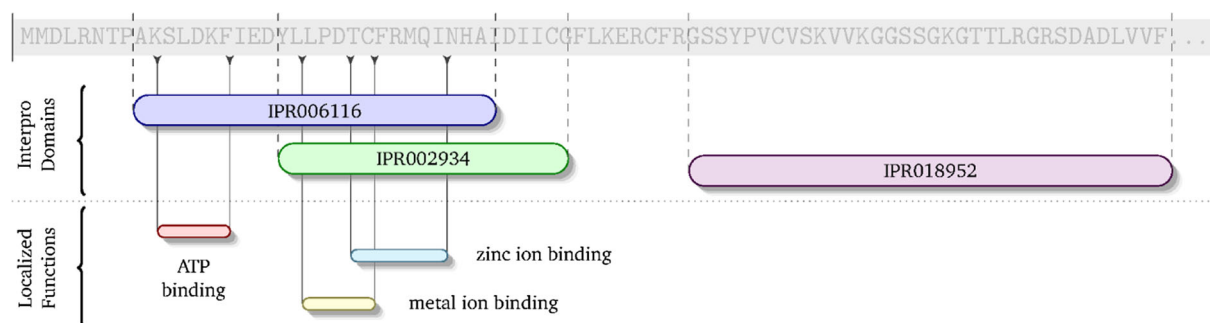 MMDLRNTPAKSLDKFIEDYLLPDTCFRMQINHAIDIICGFLKERCFRGSSYPVCVSKVVKGGSSGKGTTLRGRSDADLVVF...
Interpro
Domains
IPR006116
IPR002934
IPR018952
Localized
Functions
ATP
binding
zinc ion binding
metal ion binding